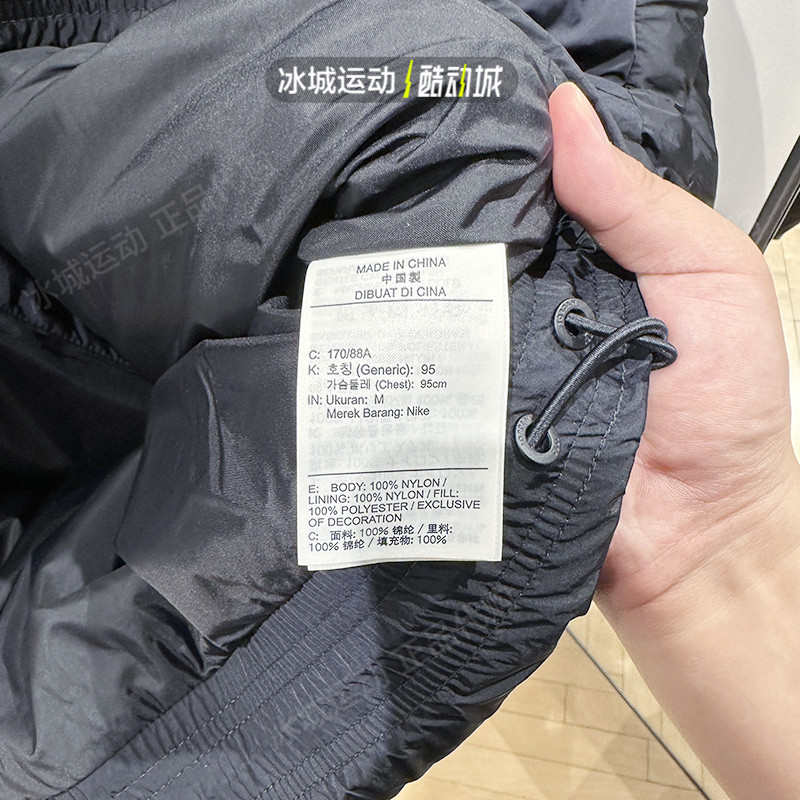 冰城运动 酷动城
冰城运动 正品
MADE IN CHINA
中国製
DIBUAT DI CINA
C: 170/88A
K: 호칭 (Generic): 95
가슴둘레 (Chest): 95cm
IN: Ukuran: M
Merek Barang: Nike
E: BODY: 100% NYLON /
LINING: 100% NYLON / FILL:
100% POLYESTER / EXCLUSIVE
OF DECORATION
C: 面料: 100% 锦纶 / 里料:
100% 锦纶 / 填充物: 100%